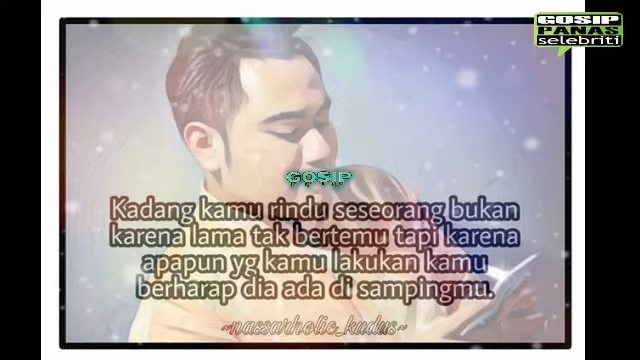 GOSIP
PANAS
selebriti
GOSIP
Kadang kamu rindu seseorang bukan
karena lama tak bertemu tapi karena
apapun yg kamu lakukan kamu
berharap dia ada di sampingmu.
~nassarholic_kudus~